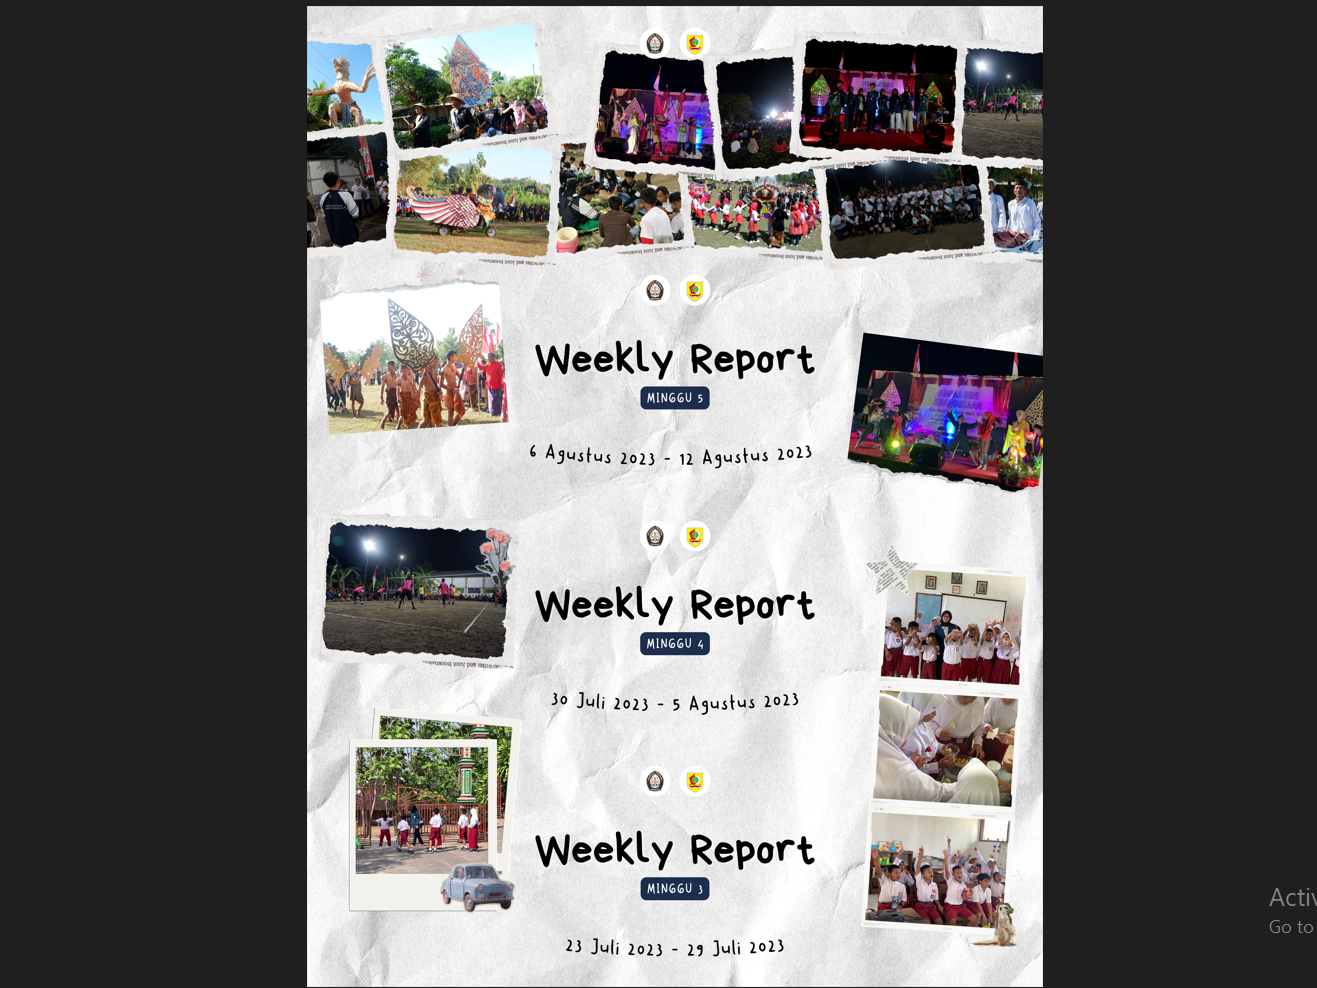 Weekly Report
MINGGU 5
6 Agustus 2023 - 12 Agustus 2023
Weekly Report
MINGGU 4
30 Juli 2023 - 5 Agustus 2023
Weekly Report
MINGGU 3
23 Juli 2023 - 29 Juli 2023
Go to